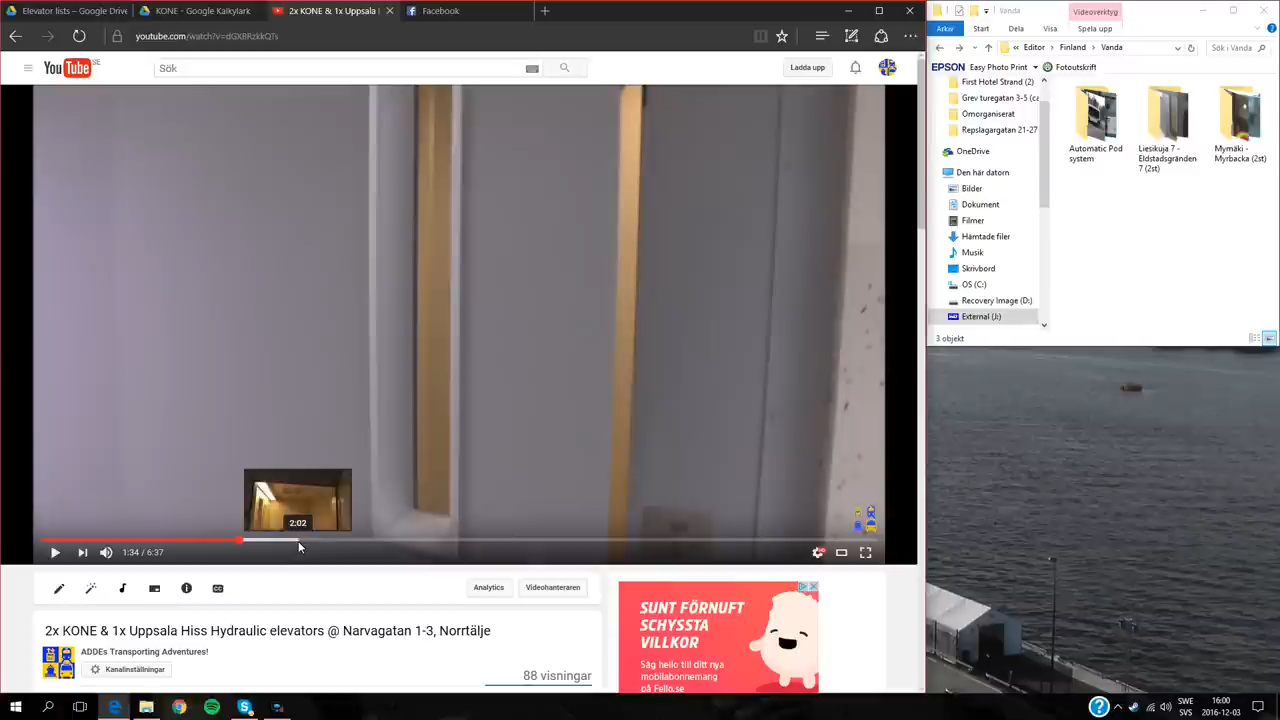 Elevator lists – Google Drive
KONE - Google Kalkylark
2x KONE & 1x Uppsala
Facebook
youtube.com/watch?v=dGX8RzkkQTs
YouTube SE
Sök
Ladda upp
2:02
1:34 / 6:37
Analytics
Videohanteraren
2x KONE & 1x Uppsala Hiss Hydraulic elevators @ Narvagatan 1-3, Norrtälje
ADDEs Transporting Adventures!
Kanalinställningar
88 visningar
SUNT FÖRNUFT
SCHYSSTA
VILLKOR
Säg hello till ditt nya
mobilabonnemang
på Fello.se
Vanda
Videoverktyg
Arkiv
Start
Dela
Visa
Spela upp
Editor
Finland
Vanda
Sök i Vanda
EPSON
Easy Photo Print
Fotoutskrift
First Hotel Strand (2)
Grev turegatan 3-5 (ca
Omorganiserat
Repslagargatan 21-27
OneDrive
Den här datorn
Bilder
Dokument
Filmer
Hämtade filer
Musik
Skrivbord
OS (C:)
Recovery Image (D:)
External (J:)
Automatic Pod
system
Liesikuja 7 -
Eldstadsgränden
7 (2st)
Myrmäki -
Myrbacka (2st)
3 objekt
SWE
SVS
16:00
2016-12-03